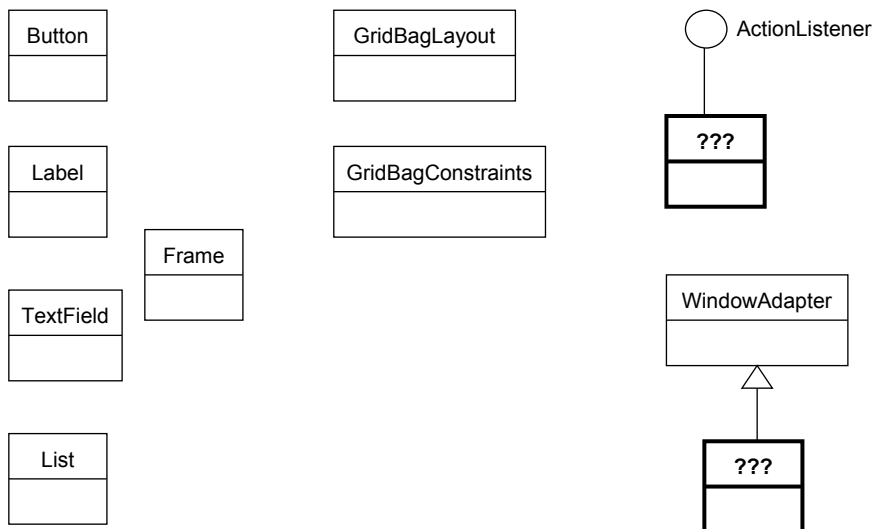 Button
GridBagLayout
ActionListener
???
Label
GridBagConstraints
Frame
WindowAdapter
TextField
List
???